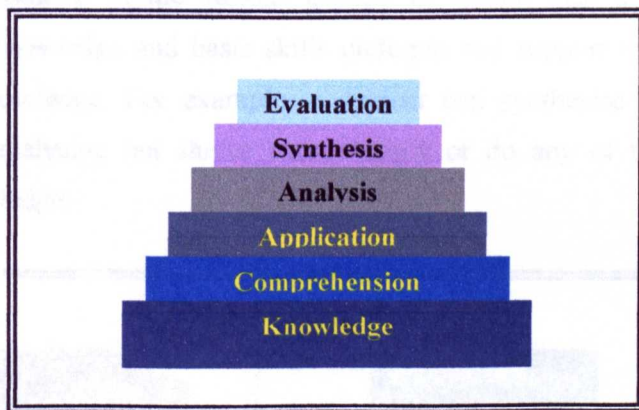 Evaluation
Synthesis
Analysis
Application
Comprehension
Knowledge